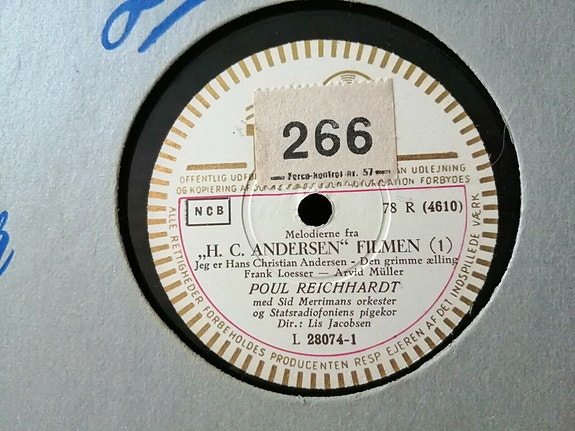 266
Ferco-kontrol nr. 57
OFFENTLIG UDFØ AN UDLEJNING
OG KOPIERING AF FORBYDES
NCB
78 R (4610)
Melodierne fra
„H. C. ANDERSEN" FILMEN (1)
Jeg er Hans Christian Andersen - Den grimme ælling
Frank Loesser — Arvid Müller
POUL REICHHARDT
med Sid Merrimans orkester
og Statsradiofoniens pigekor
Dir.: Lis Jacobsen
L 28074-1
ALLE RETTIGHEDER FORBEHOLDES PRODUCENTEN RESP EJEREN AF DET INDSPILLEDE VÆRK